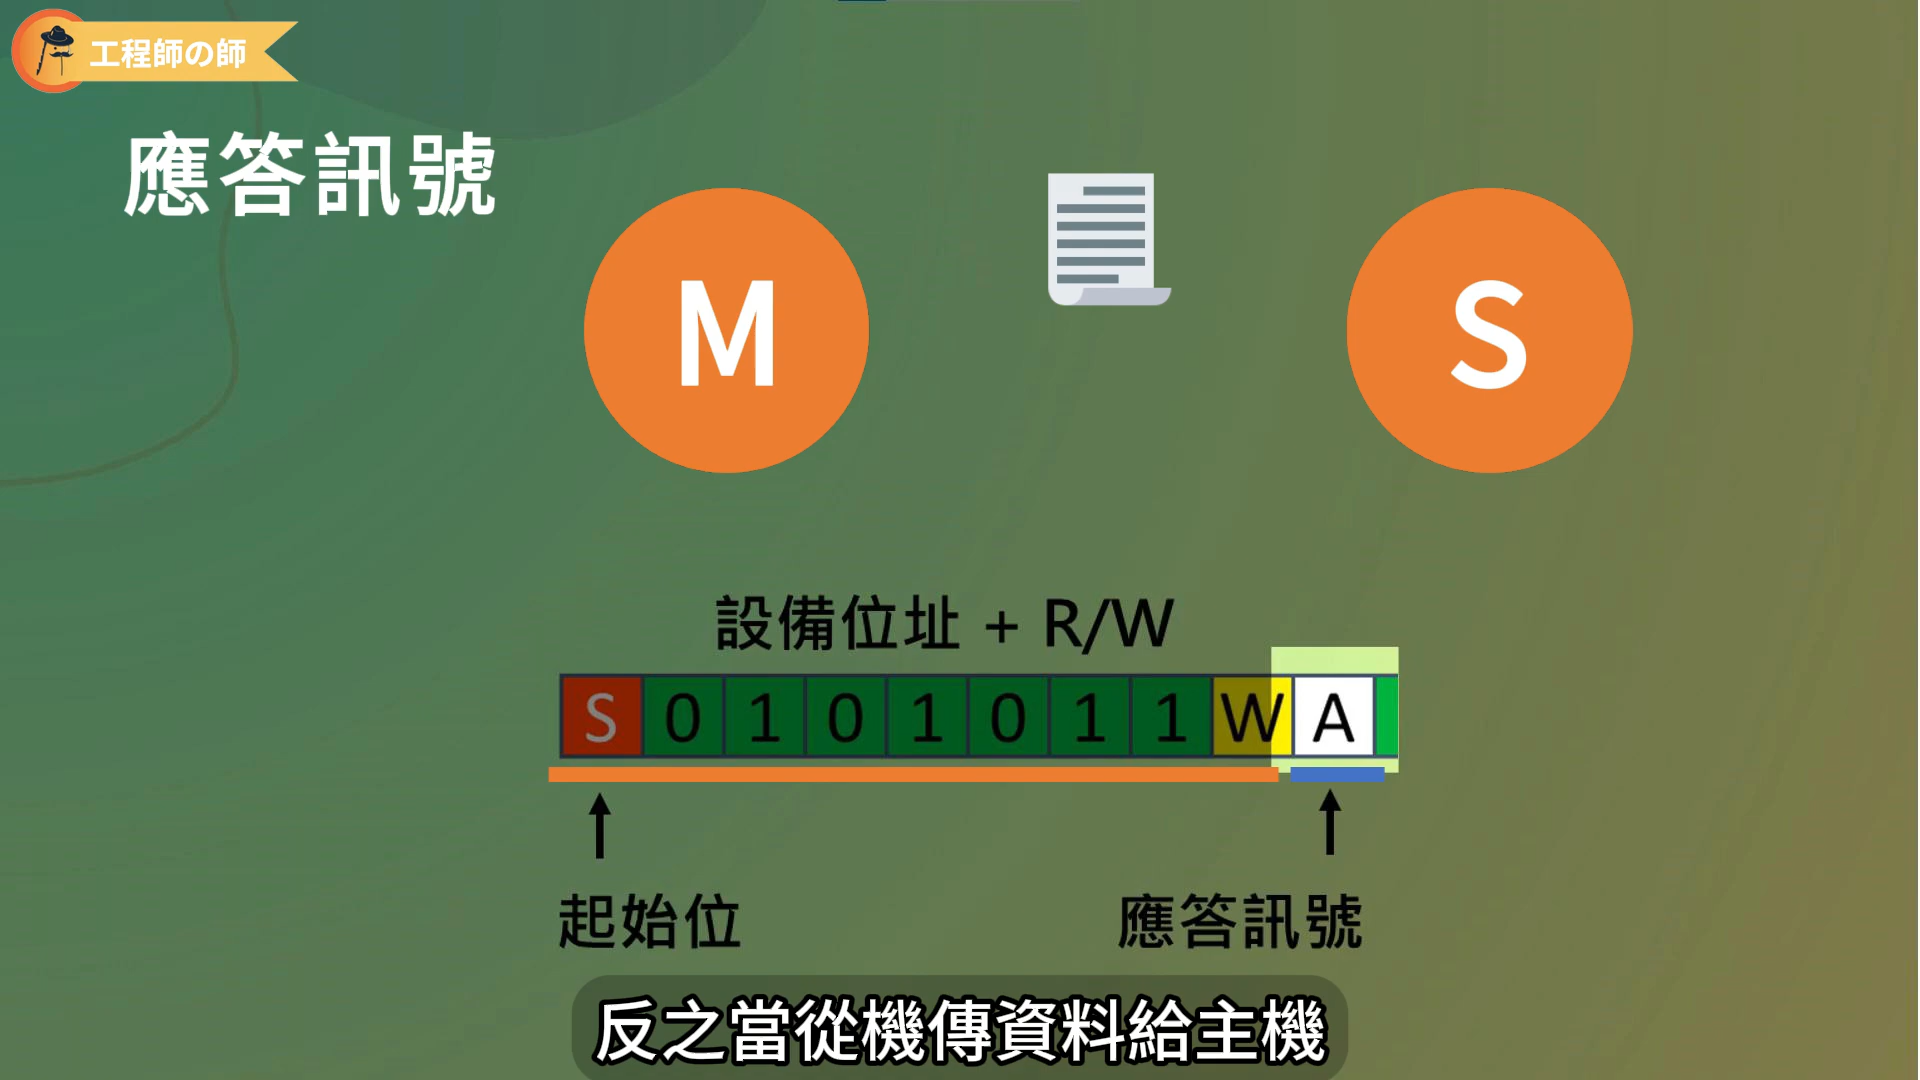 工程師の師
應答訊號
M
S
設備位址 + R/W
S 0 1 0 1 0 1 1 W A
起始位
應答訊號
反之當從機傳資料給主機